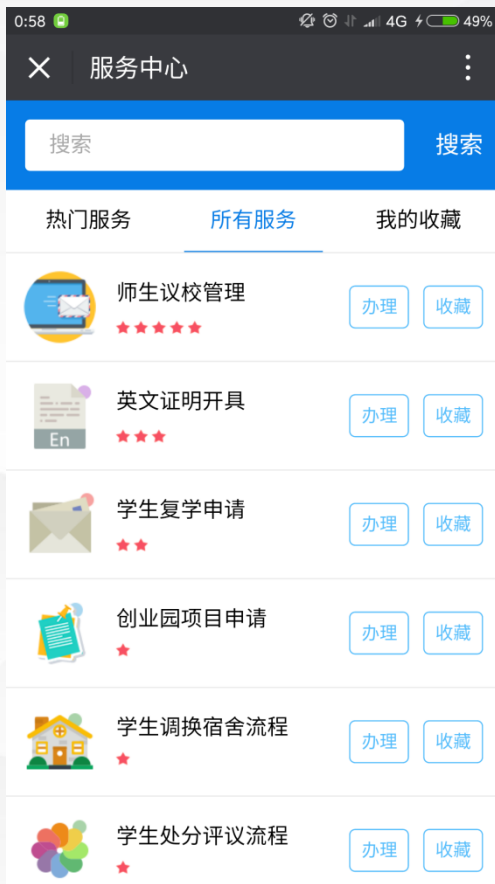 0:58 4G 49%
服务中心
搜索 搜索
热门服务 所有服务 我的收藏
师生议校管理
办理 收藏
英文证明开具
En
办理 收藏
学生复学申请
办理 收藏
创业园项目申请
办理 收藏
学生调换宿舍流程
办理 收藏
学生处分评议流程
办理 收藏